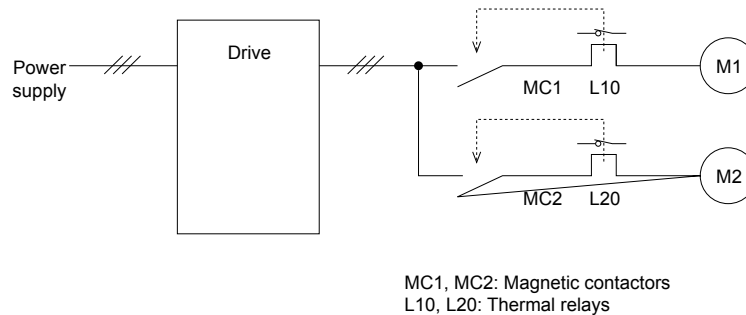 Power
supply
Drive
MC1
L10
M1
MC2
L20
M2
MC1, MC2: Magnetic contactors
L10, L20: Thermal relays